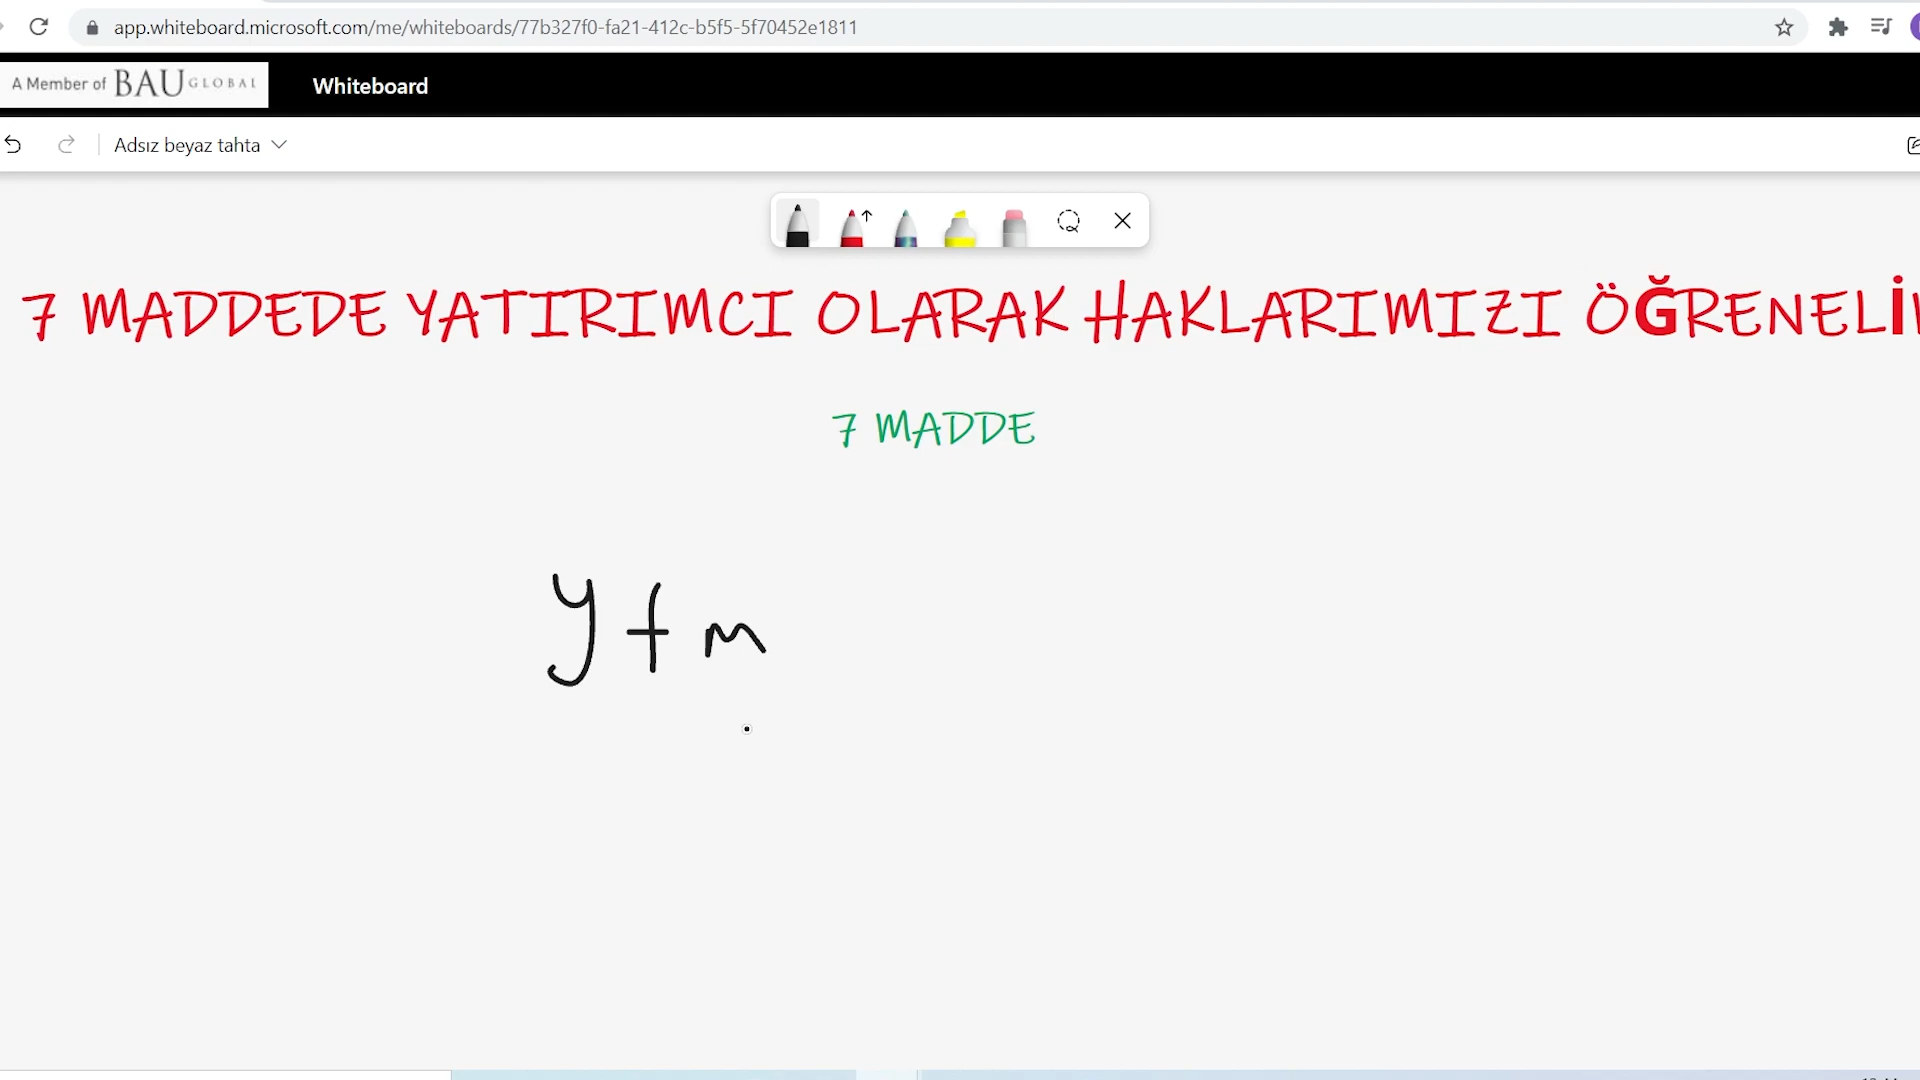 app.whiteboard.microsoft.com/me/whiteboards/77b327f0-fa21-412c-b5f5-5f70452e1811
A Member of BAU GLOBAL
Whiteboard
Adsız beyaz tahta
7 MADDEDE YATIRIMCI OLARAK HAKLARIMIZI ÖĞRENELİ
7 MADDE
ytm